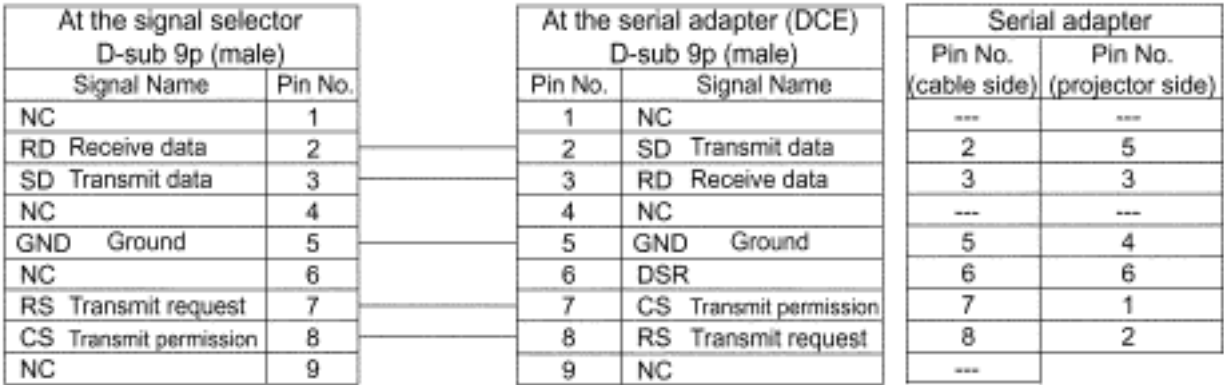 At the signal selector
D-sub 9p (male)
Signal Name Pin No.
NC 1
RD Receive data 2
SD Transmit data 3
NC 4
GND Ground 5
NC 6
RS Transmit request 7
CS Transmit permission 8
NC 9
At the serial adapter (DCE)
D-sub 9p (male)
Pin No. Signal Name
1 NC
2 SD Transmit data
3 RD Receive data
4 NC
5 GND Ground
6 DSR
7 CS Transmit permission
8 RS Transmit request
9 NC
Serial adapter
Pin No. Pin No.
(cable side) (projector side)
--- ---
2 5
3 3
--- ---
5 4
6 6
7 1
8 2
---